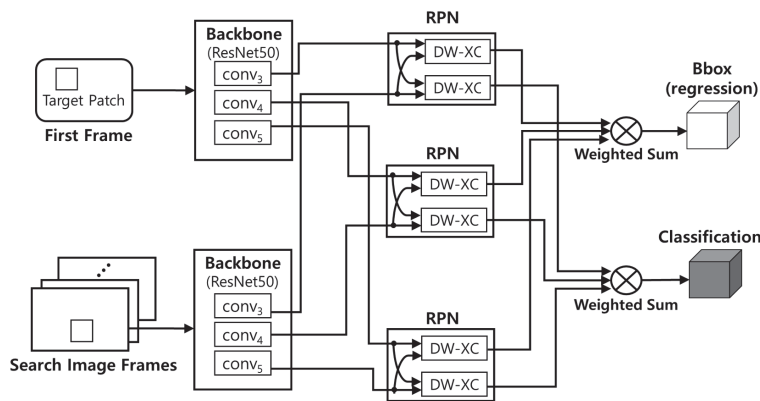 Target Patch
First Frame
Backbone
(ResNet50)
conv₃
conv₄
conv₅
RPN
DW-XC
DW-XC
RPN
DW-XC
DW-XC
RPN
DW-XC
DW-XC
Bbox
(regression)
Weighted Sum
Classification
Weighted Sum
Search Image Frames
Backbone
(ResNet50)
conv₃
conv₄
conv₅